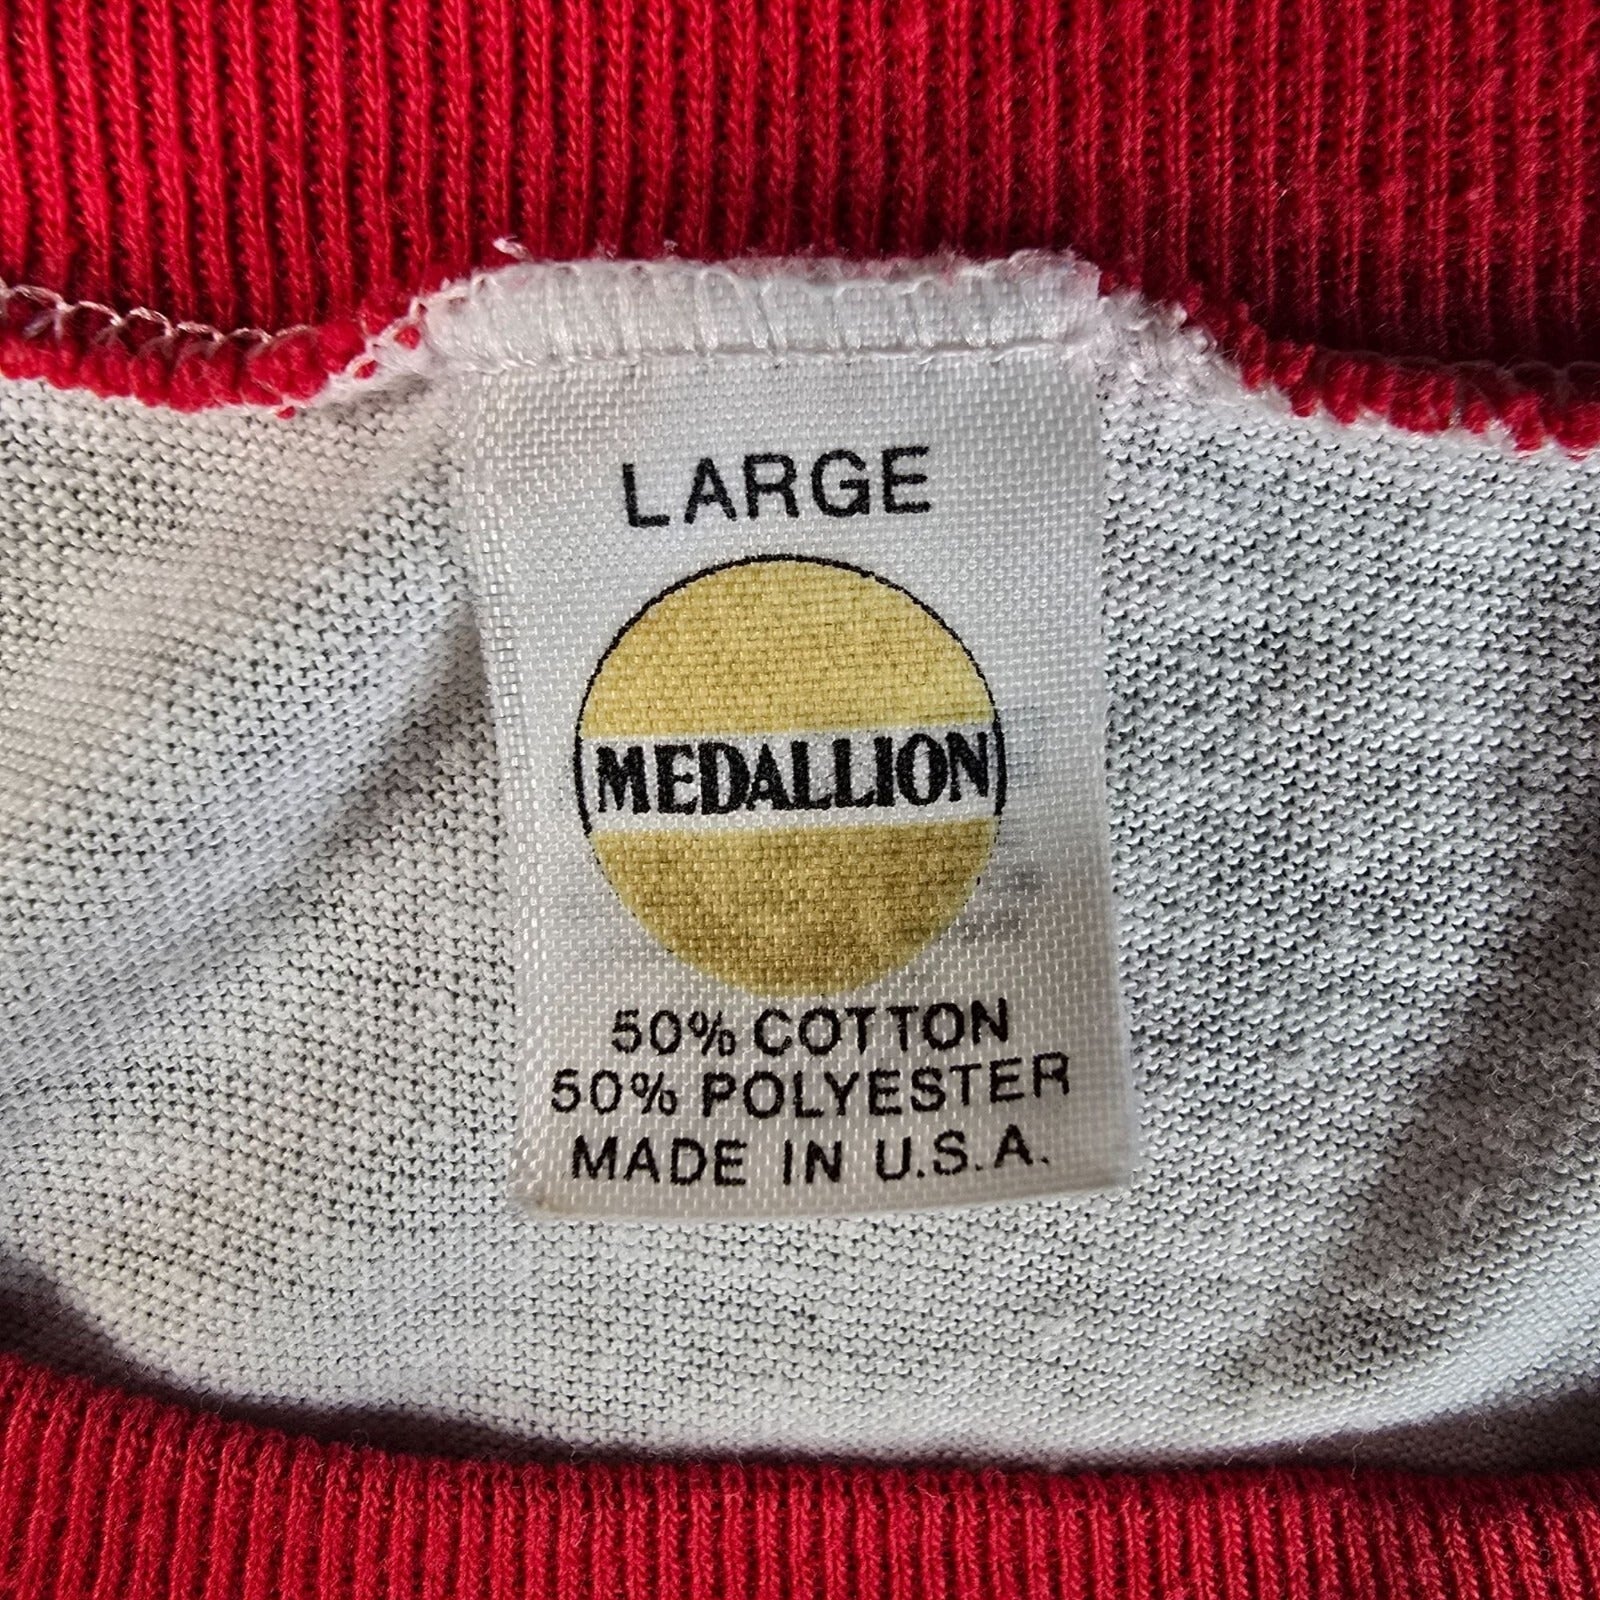 LARGE
MEDALLION
50% COTTON
50% POLYESTER
MADE IN U.S.A.